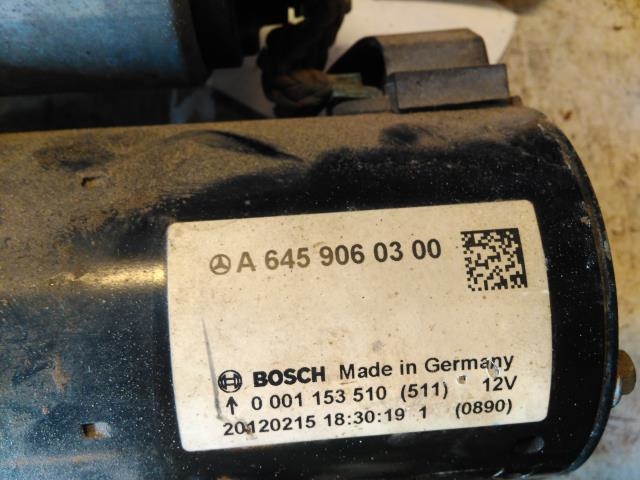 A 645 906 03 00
BOSCH Made in Germany
0 001 153 510 (511) 12V
20120215 18:30:19 1 (0890)